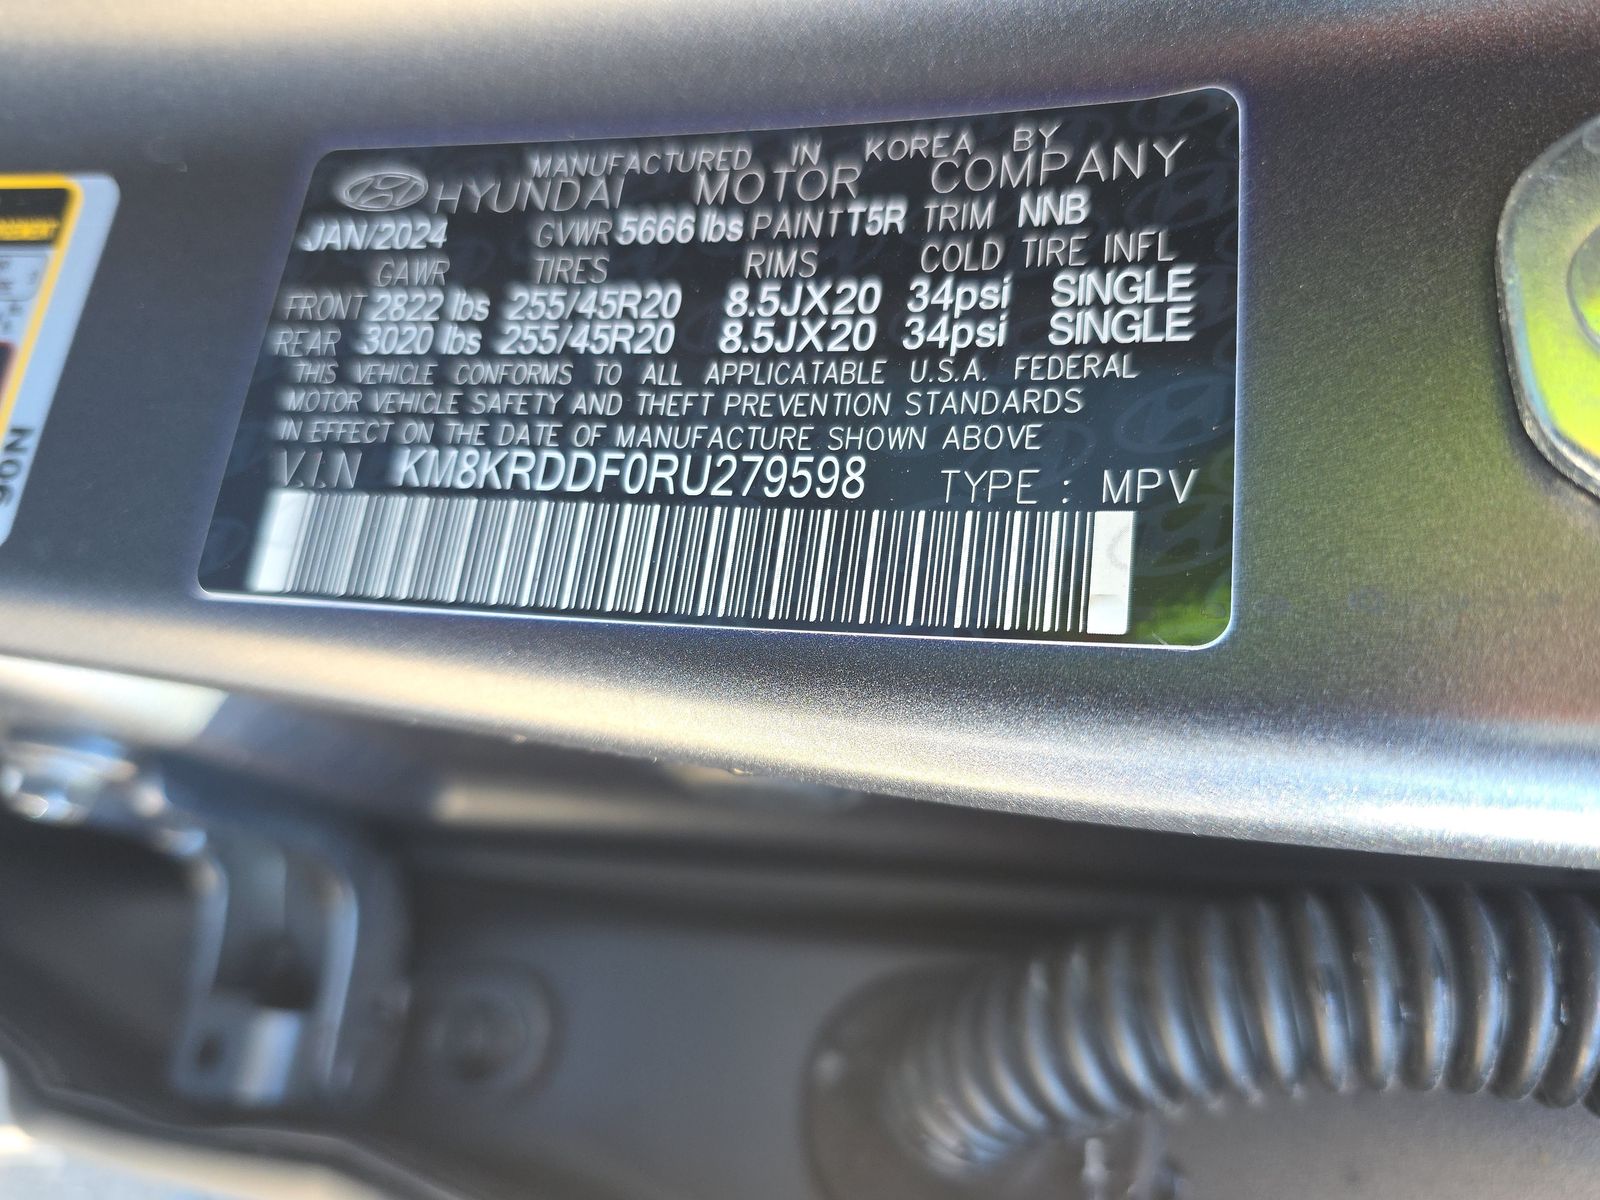 MANUFACTURED IN KOREA BY
HYUNDAI MOTOR COMPANY
JAN/2024 GVWR 5666 lbs PAINT T5R TRIM NNB
GAWR TIRES RIMS COLD TIRE INFL
FRONT 2822 lbs 255/45R20 8.5JX20 34psi SINGLE
REAR 3020 lbs 255/45R20 8.5JX20 34psi SINGLE
THIS VEHICLE CONFORMS TO ALL APPLICATABLE U.S.A. FEDERAL
MOTOR VEHICLE SAFETY AND THEFT PREVENTION STANDARDS
IN EFFECT ON THE DATE OF MANUFACTURE SHOWN ABOVE
V.I.N KM8KRDDF0RU279598 TYPE : MPV